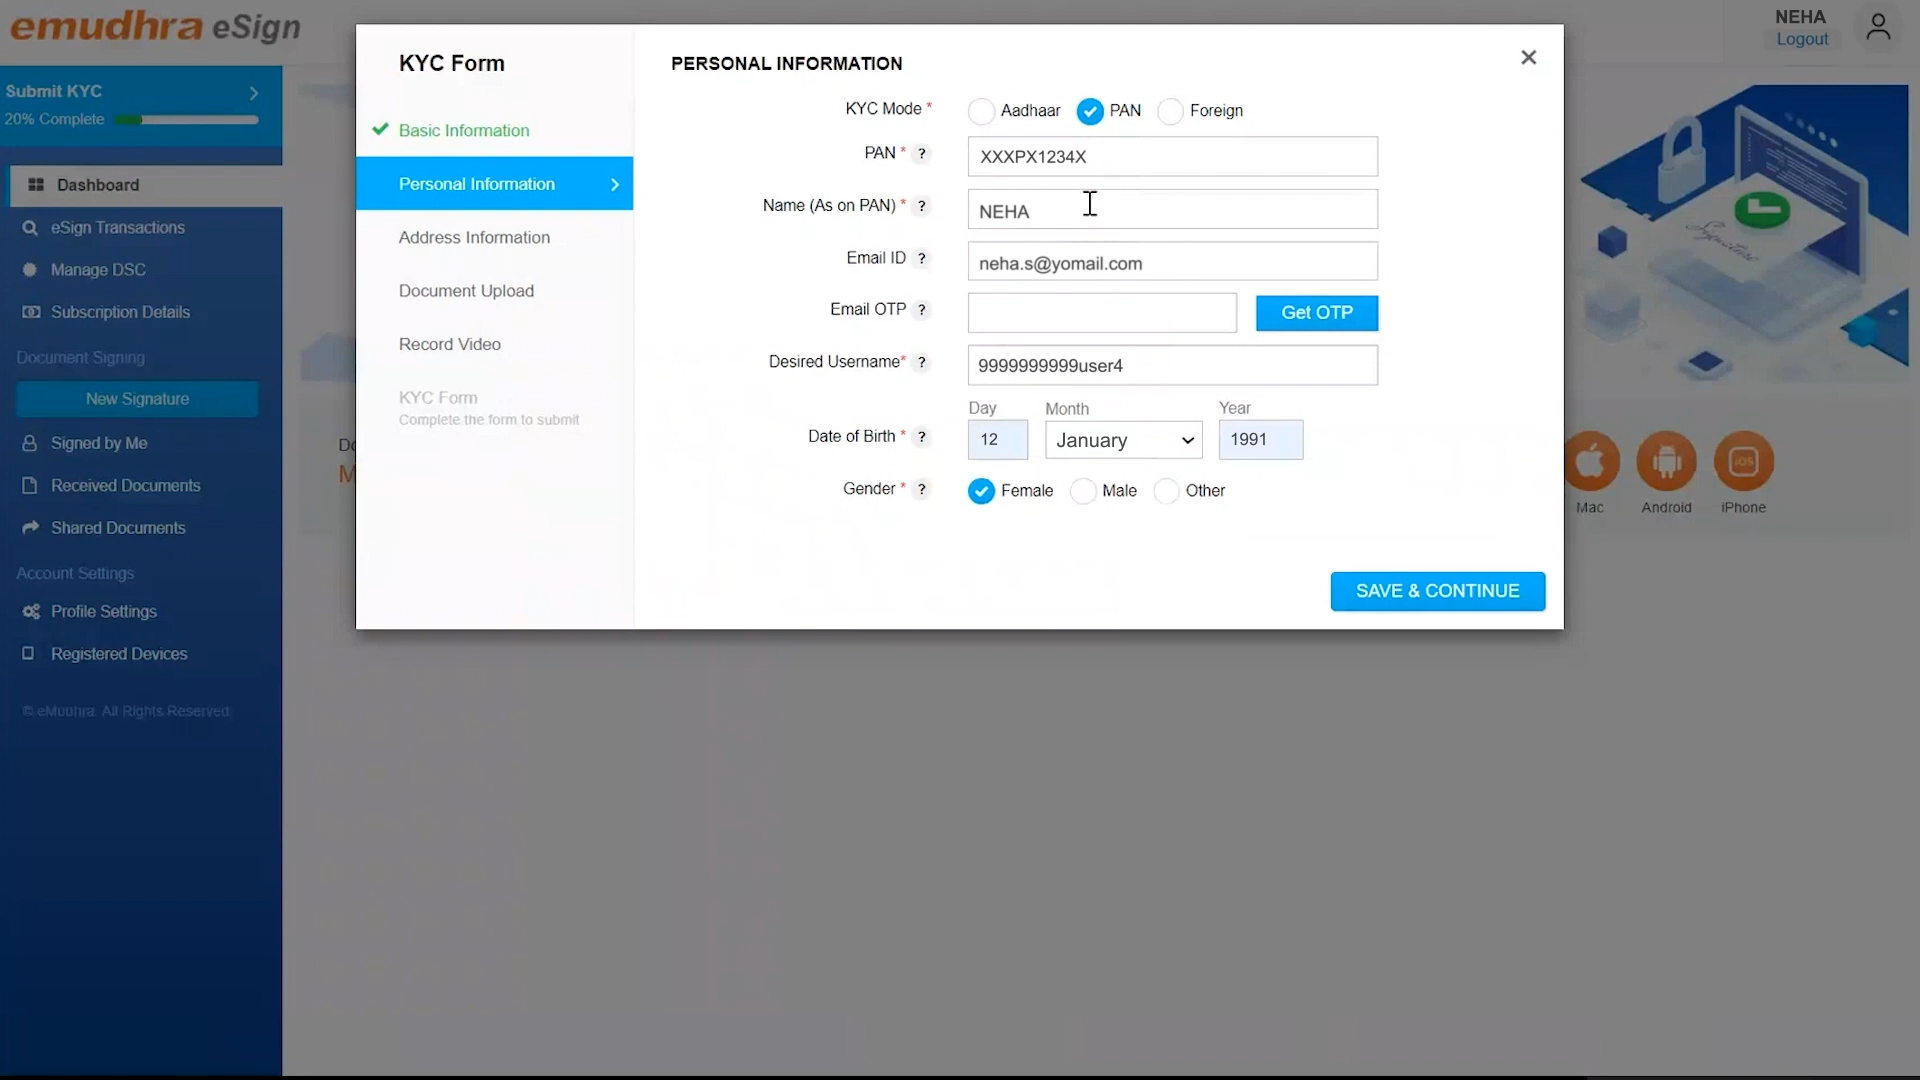 emudhra eSign
NEHA
Logout
Submit KYC
20% Complete
Dashboard
eSign Transactions
Manage DSC
Subscription Details
Document Signing
New Signature
Signed by Me
Received Documents
Shared Documents
Account Settings
Profile Settings
Registered Devices
© eMudhra. All Rights Reserved.
KYC Form
Basic Information
Personal Information
Address Information
Document Upload
Record Video
KYC Form
Complete the form to submit
PERSONAL INFORMATION
KYC Mode * Aadhaar PAN Foreign
PAN * ? XXXPX1234X
Name (As on PAN) * ? NEHA
Email ID ? neha.s@yomail.com
Email OTP ? Get OTP
Desired Username* ? 9999999999user4
Day Month Year
Date of Birth * ? 12 January 1991
Gender * ? Female Male Other
SAVE & CONTINUE
Signature
iOS
Mac Android iPhone